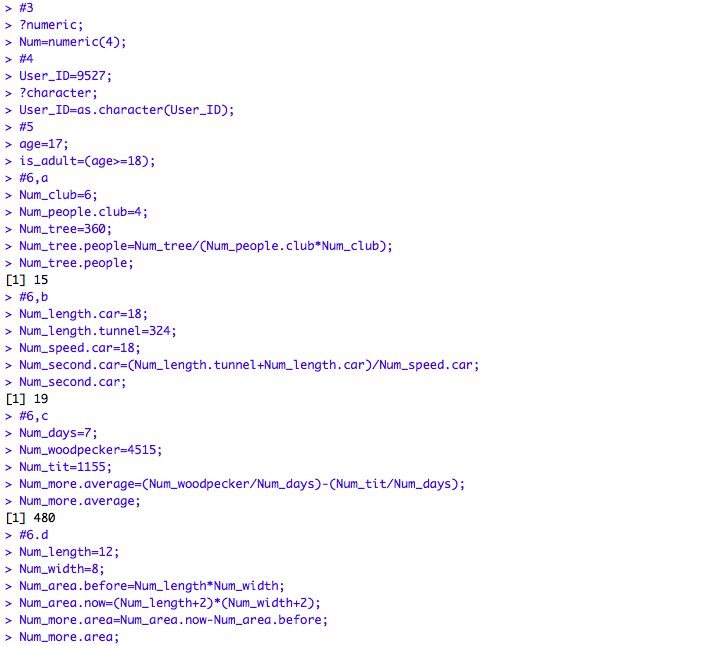 > #3
> ?numeric;
> Num=numeric(4);
> #4
> User_ID=9527;
> ?character;
> User_ID=as.character(User_ID);
> #5
> age=17;
> is_adult=(age>=18);
> #6,a
> Num_club=6;
> Num_people.club=4;
> Num_tree=360;
> Num_tree.people=Num_tree/(Num_people.club*Num_club);
> Num_tree.people;
[1] 15
> #6,b
> Num_length.car=18;
> Num_length.tunnel=324;
> Num_speed.car=18;
> Num_second.car=(Num_length.tunnel+Num_length.car)/Num_speed.car;
> Num_second.car;
[1] 19
> #6,c
> Num_days=7;
> Num_woodpecker=4515;
> Num_tit=1155;
> Num_more.average=(Num_woodpecker/Num_days)-(Num_tit/Num_days);
> Num_more.average;
[1] 480
> #6.d
> Num_length=12;
> Num_width=8;
> Num_area.before=Num_length*Num_width;
> Num_area.now=(Num_length+2)*(Num_width+2);
> Num_more.area=Num_area.now-Num_area.before;
> Num_more.area;